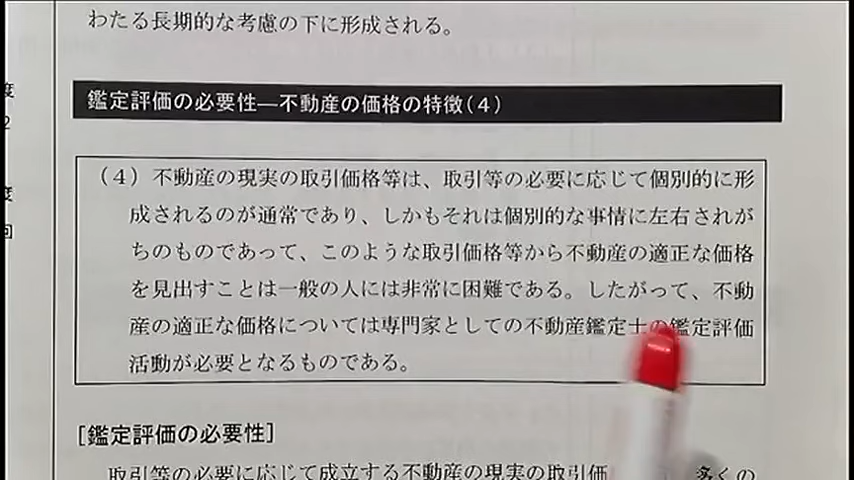 わたる長期的な考慮の下に形成される。
鑑定評価の必要性―不動産の価格の特徴(4)
度
2
度
回
(4)不動産の現実の取引価格等は、取引等の必要に応じて個別的に形
成されるのが通常であり、しかもそれは個別的な事情に左右されが
ちのものであって、このような取引価格等から不動産の適正な価格
を見出すことは一般の人には非常に困難である。したがって、不動
産の適正な価格については専門家としての不動産鑑定士の鑑定評価
活動が必要となるものである。
[鑑定評価の必要性]
取引等の必要に応じて成立する不動産の現実の取引価 多くの